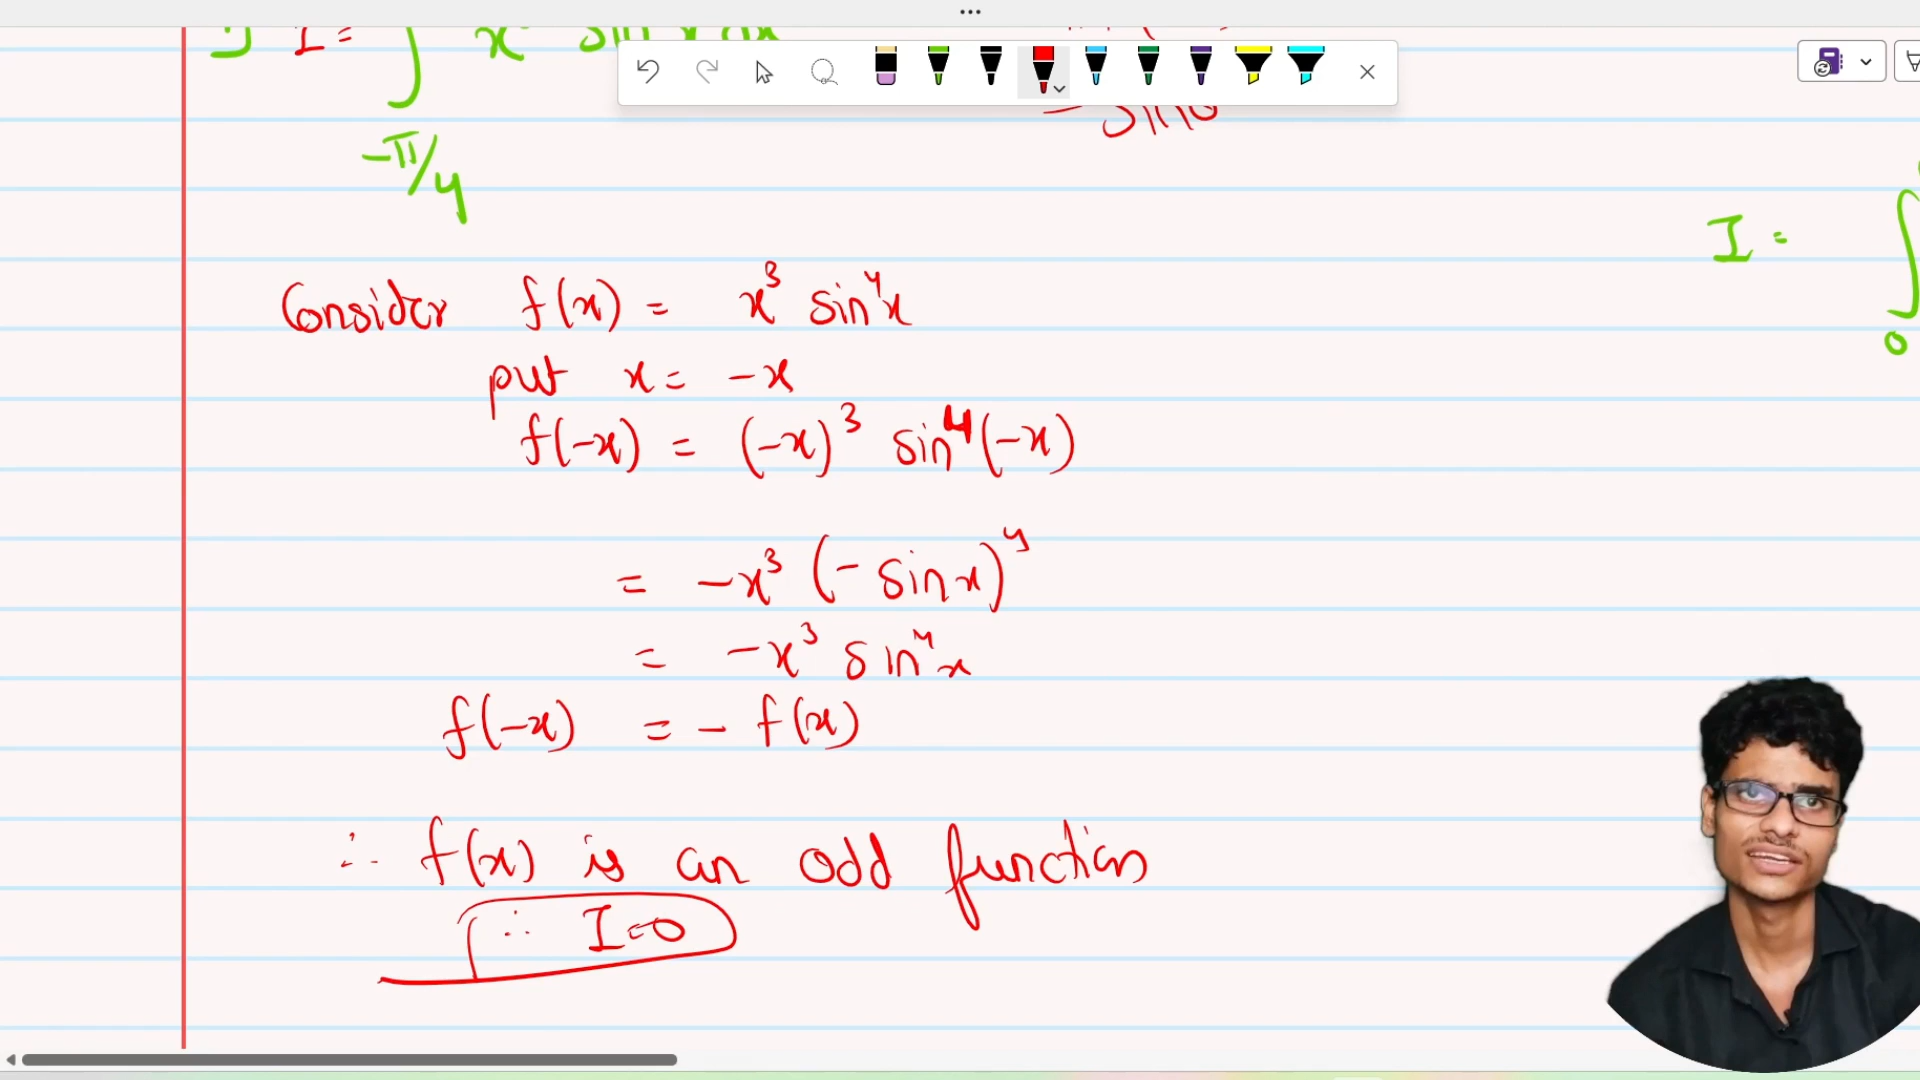 I =
-π/4
I = ∫
0
Consider f(x) = x³ sin⁴x
put x = -x
f(-x) = (-x)³ sin⁴(-x)
= -x³ (- sin x)⁴
= -x³ sin⁴x
f(-x) = - f(x)
∴ f(x) is an odd function
∴ I=0